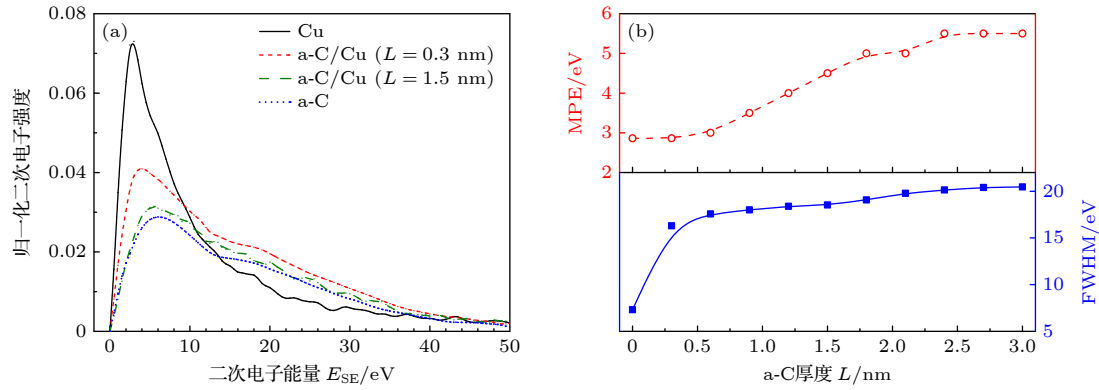 (a)
Cu
a-C/Cu (L = 0.3 nm)
a-C/Cu (L = 1.5 nm)
a-C
归一化二次电子强度
0.08
0.06
0.04
0.02
0
0 10 20 30 40 50
二次电子能量 E_SE/eV
(b)
MPE/eV
6
5
4
3
2
20
15
10
5
FWHM/eV
0 0.5 1.0 1.5 2.0 2.5 3.0
a-C厚度 L/nm